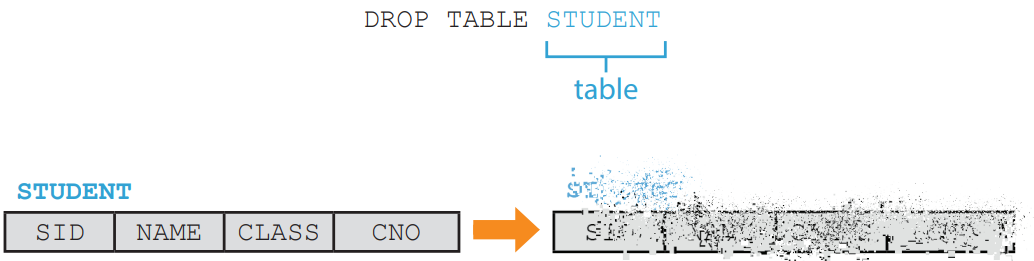 DROP TABLE STUDENT
table
STUDENT
SID NAME CLASS CNO